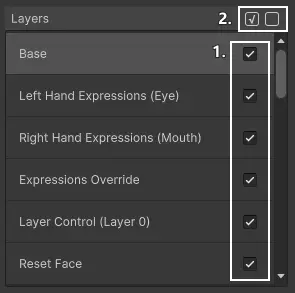 Layers 2.
1.
Base
Left Hand Expressions (Eye)
Right Hand Expressions (Mouth)
Expressions Override
Layer Control (Layer 0)
Reset Face